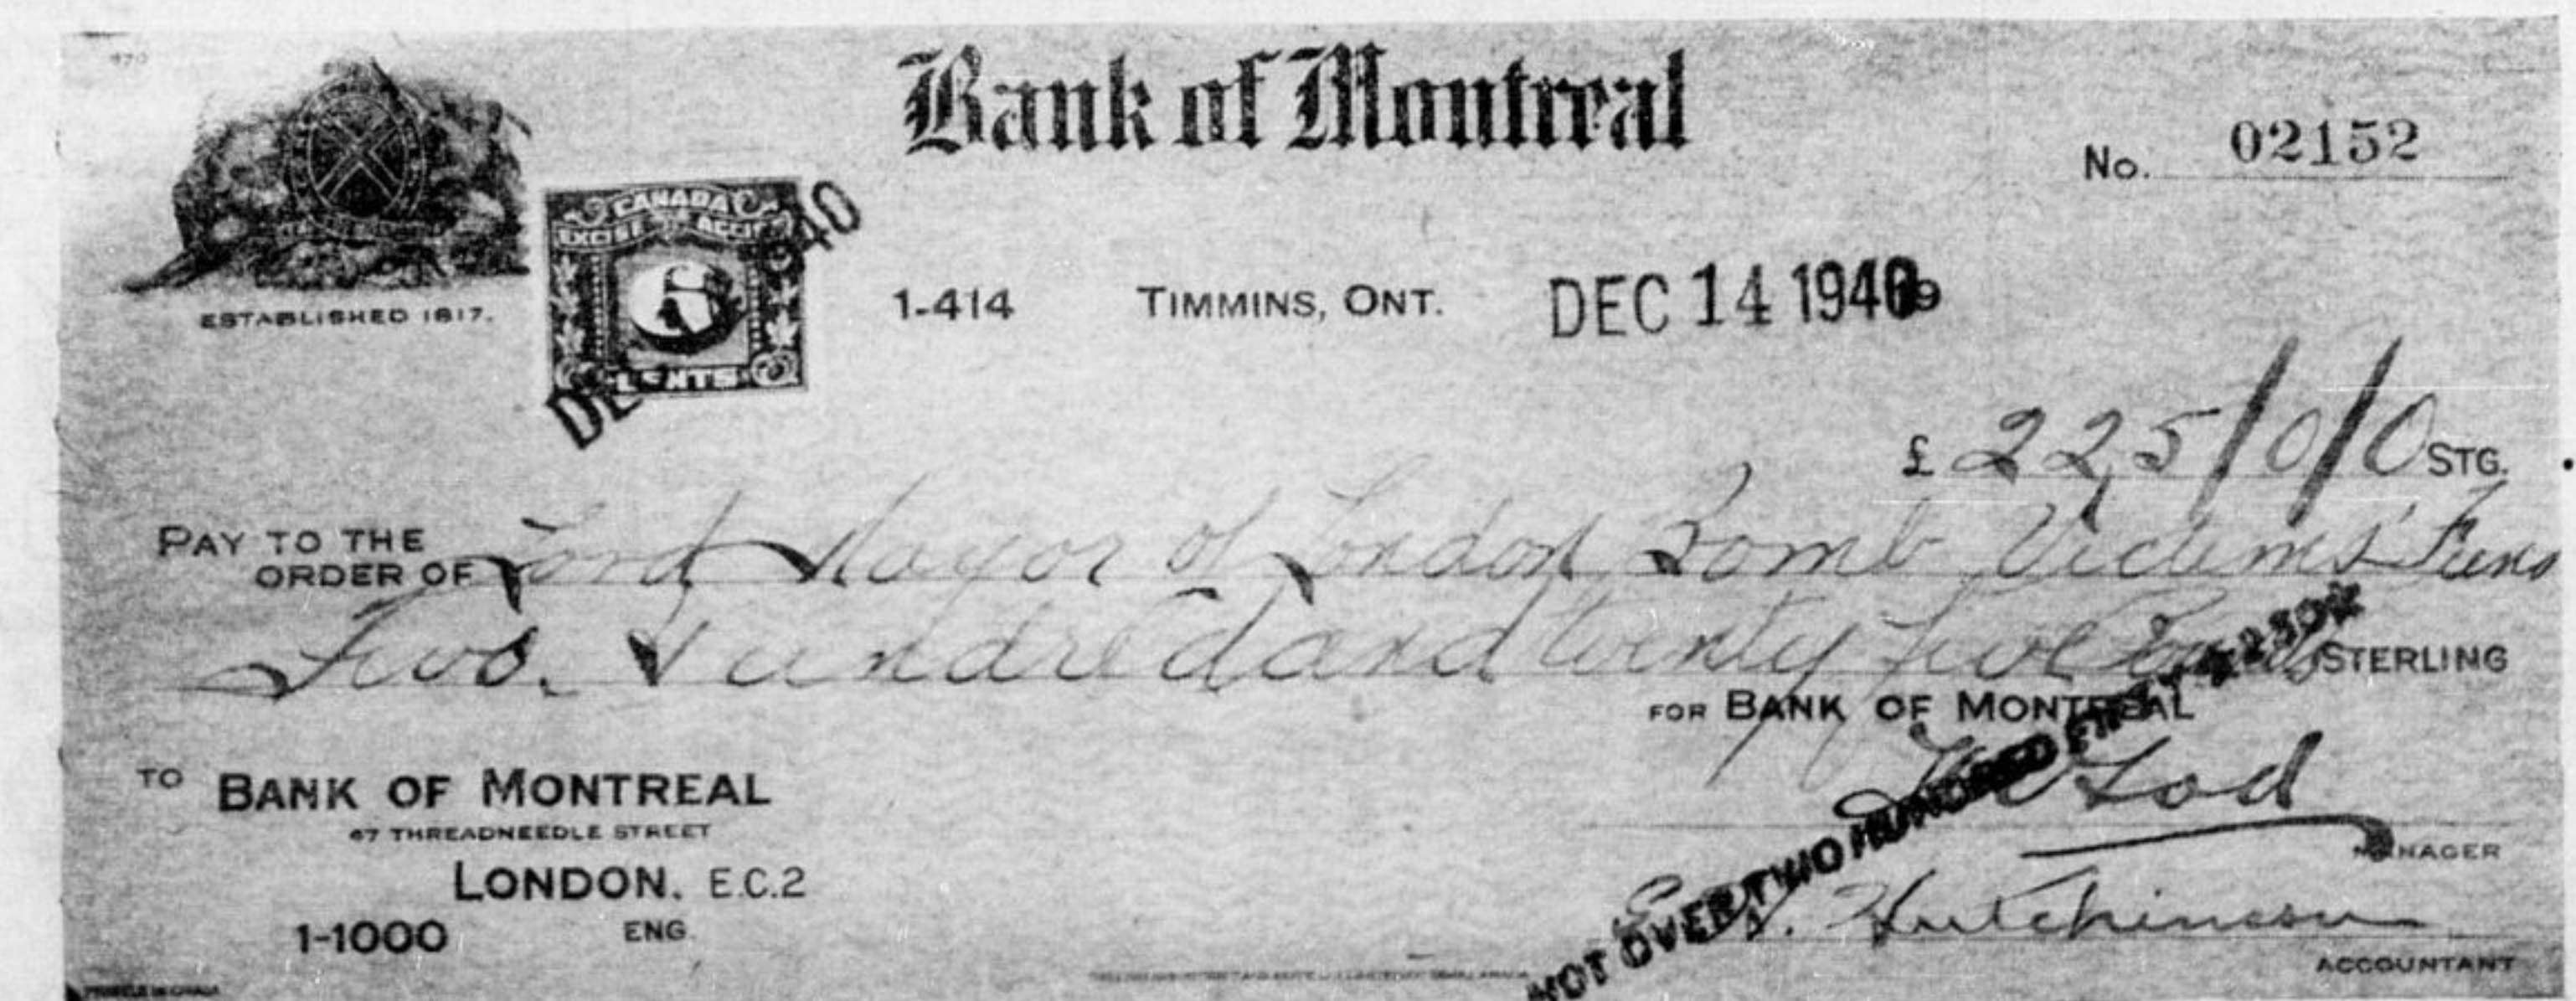 Bank of Montreal
No. 02152
ESTABLISHED 1817.
CANADA
EXCISE
CENTS
1-414 TIMMINS, ONT. DEC 14 1940
£ 225/0/0 STG.
PAY TO THE ORDER OF Lord Mayor of London Bomb Victims' Fund
Two Hundred and twenty five Pounds STERLING
FOR BANK OF MONTREAL
TO BANK OF MONTREAL
47 THREADNEEDLE STREET
LONDON, E.C.2
ENG.
1-1000
MANAGER
NOT OVER TWO HUNDRED FIFTY
Hutchinson
ACCOUNTANT